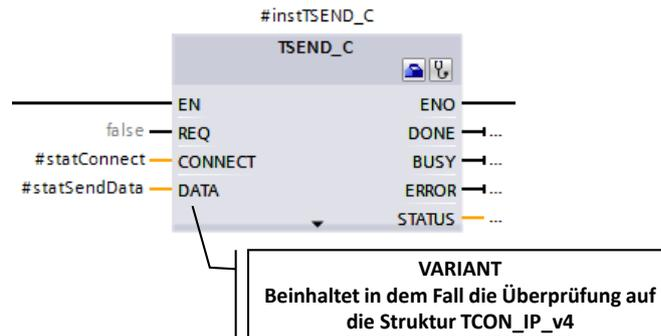 #instTSEND_C
TSEND_C
EN ENO
false REQ DONE ...
#statConnect CONNECT BUSY ...
#statSendData DATA ERROR ...
STATUS ...
VARIANT
Beinhaltet in dem Fall die Überprüfung auf
die Struktur TCON_IP_v4